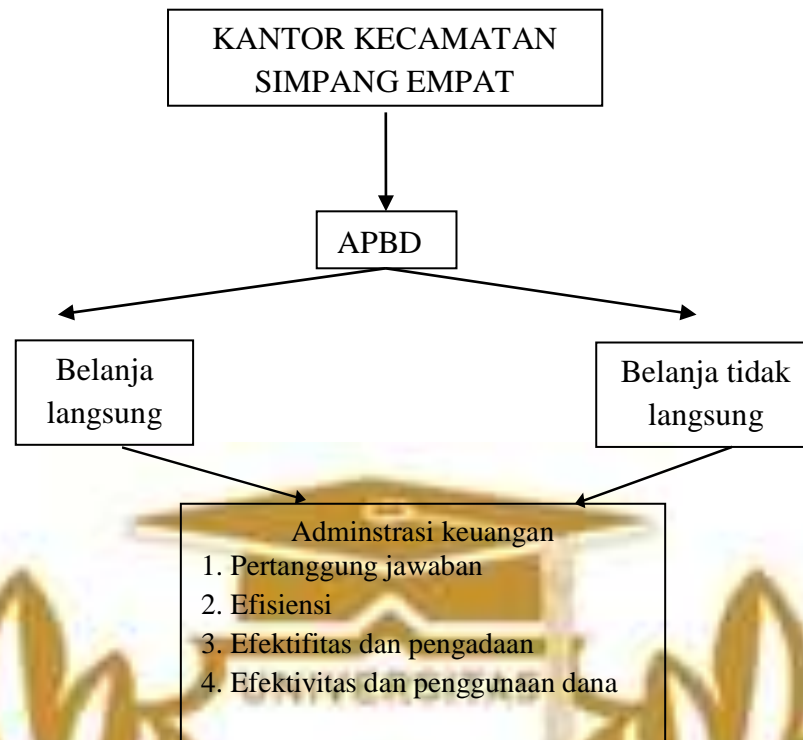 KANTOR KECAMATAN
SIMPANG EMPAT
APBD
Belanja
langsung
Belanja tidak
langsung
Adminstrasi keuangan
1. Pertanggung jawaban
2. Efisiensi
3. Efektifitas dan pengadaan
4. Efektivitas dan penggunaan dana